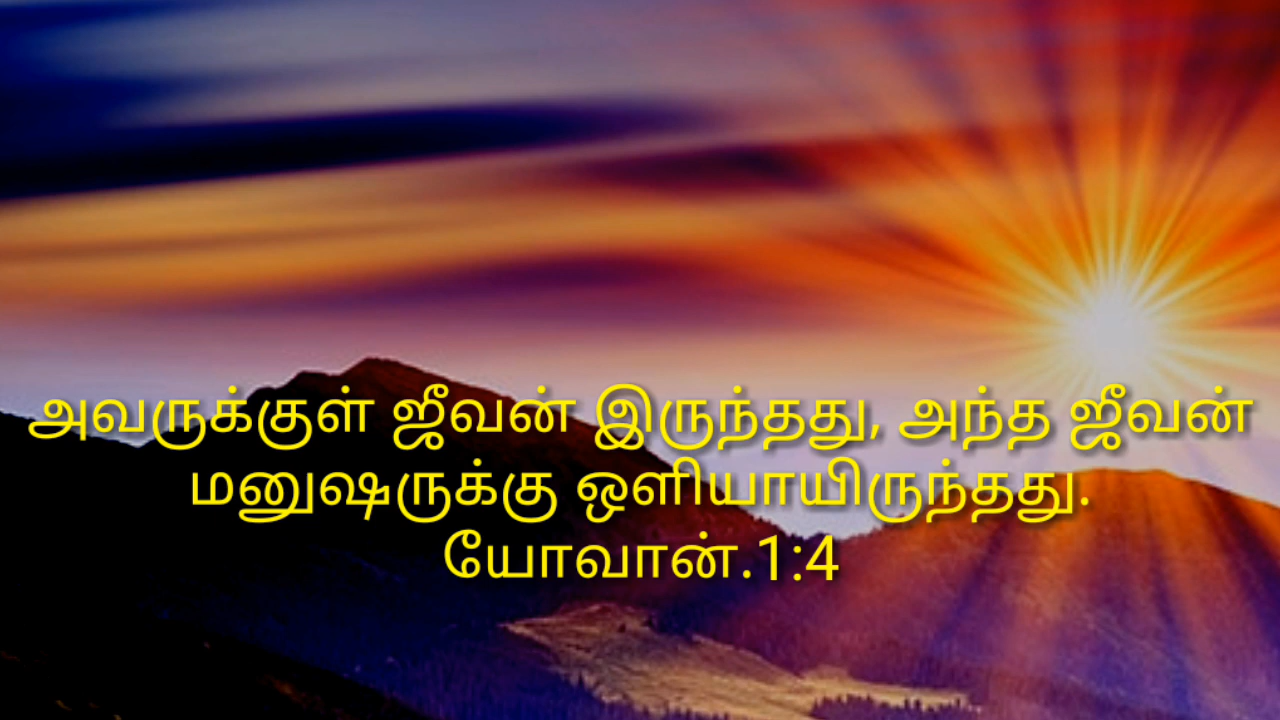 அவருக்குள் ஜீவன் இருந்தது, அந்த ஜீவன்
மனுஷருக்கு ஒளியாயிருந்தது.
யோவான்.1:4